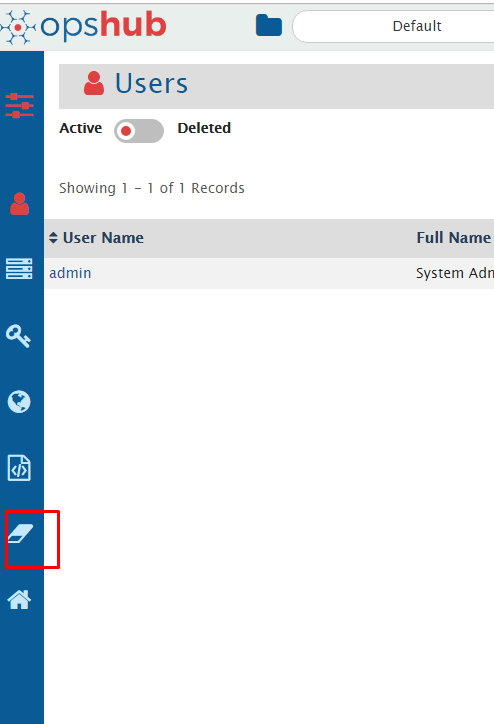 opshub
Default
Users
Active Deleted
Showing 1 – 1 of 1 Records
User Name Full Name
admin System Adm